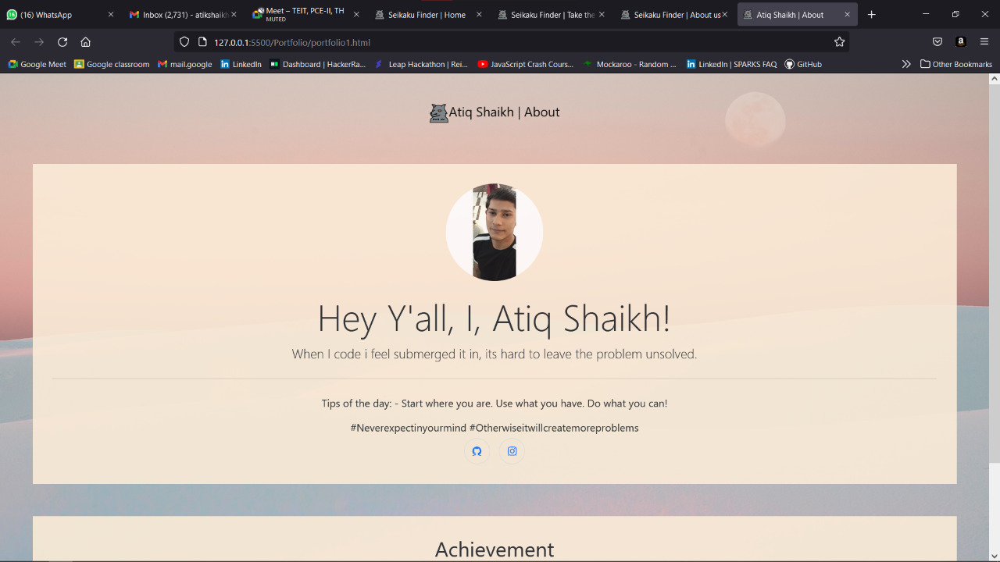 (16) WhatsApp
Inbox (2,731) - atikshaikh
Meet – TEIT, PCE-II, TH
MUTED
Seikaku Finder | Home
Seikaku Finder | Take the
Seikaku Finder | About us
Atiq Shaikh | About
127.0.0.1:5500/Portfolio/portfolio1.html
Google Meet
Google classroom
mail.google
LinkedIn
Dashboard | HackerRa...
Leap Hackathon | Rei...
JavaScript Crash Cours...
Mockaroo - Random ...
LinkedIn | SPARKS FAQ
GitHub
Other Bookmarks
Atiq Shaikh | About
Hey Y'all, I, Atiq Shaikh!
When I code i feel submerged it in, its hard to leave the problem unsolved.
Tips of the day: - Start where you are. Use what you have. Do what you can!
#Neverexpectinyourmind #Otherwiseitwillcreatemoreproblems
Achievement